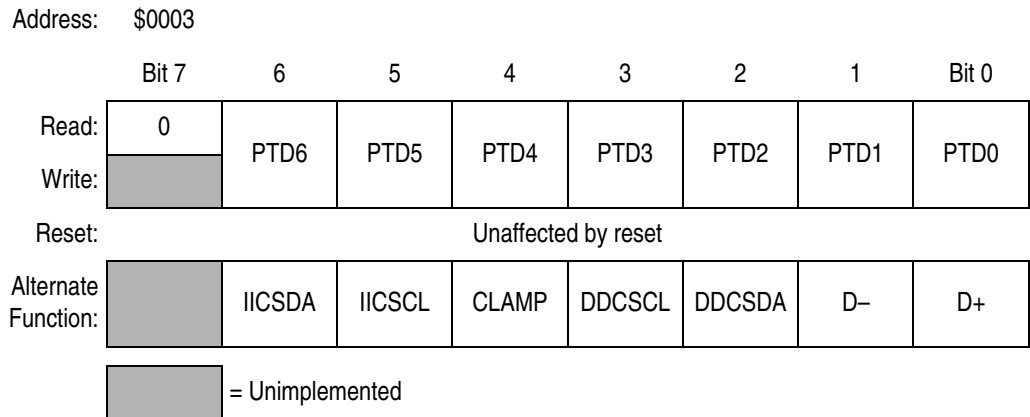 Address: $0003
Bit 7 6 5 4 3 2 1 Bit 0
Read: 0 PTD6 PTD5 PTD4 PTD3 PTD2 PTD1 PTD0
Write:
Reset: Unaffected by reset
Alternate Function: IICSDA IICSCL CLAMP DDCSCL DDCSDA D– D+
= Unimplemented